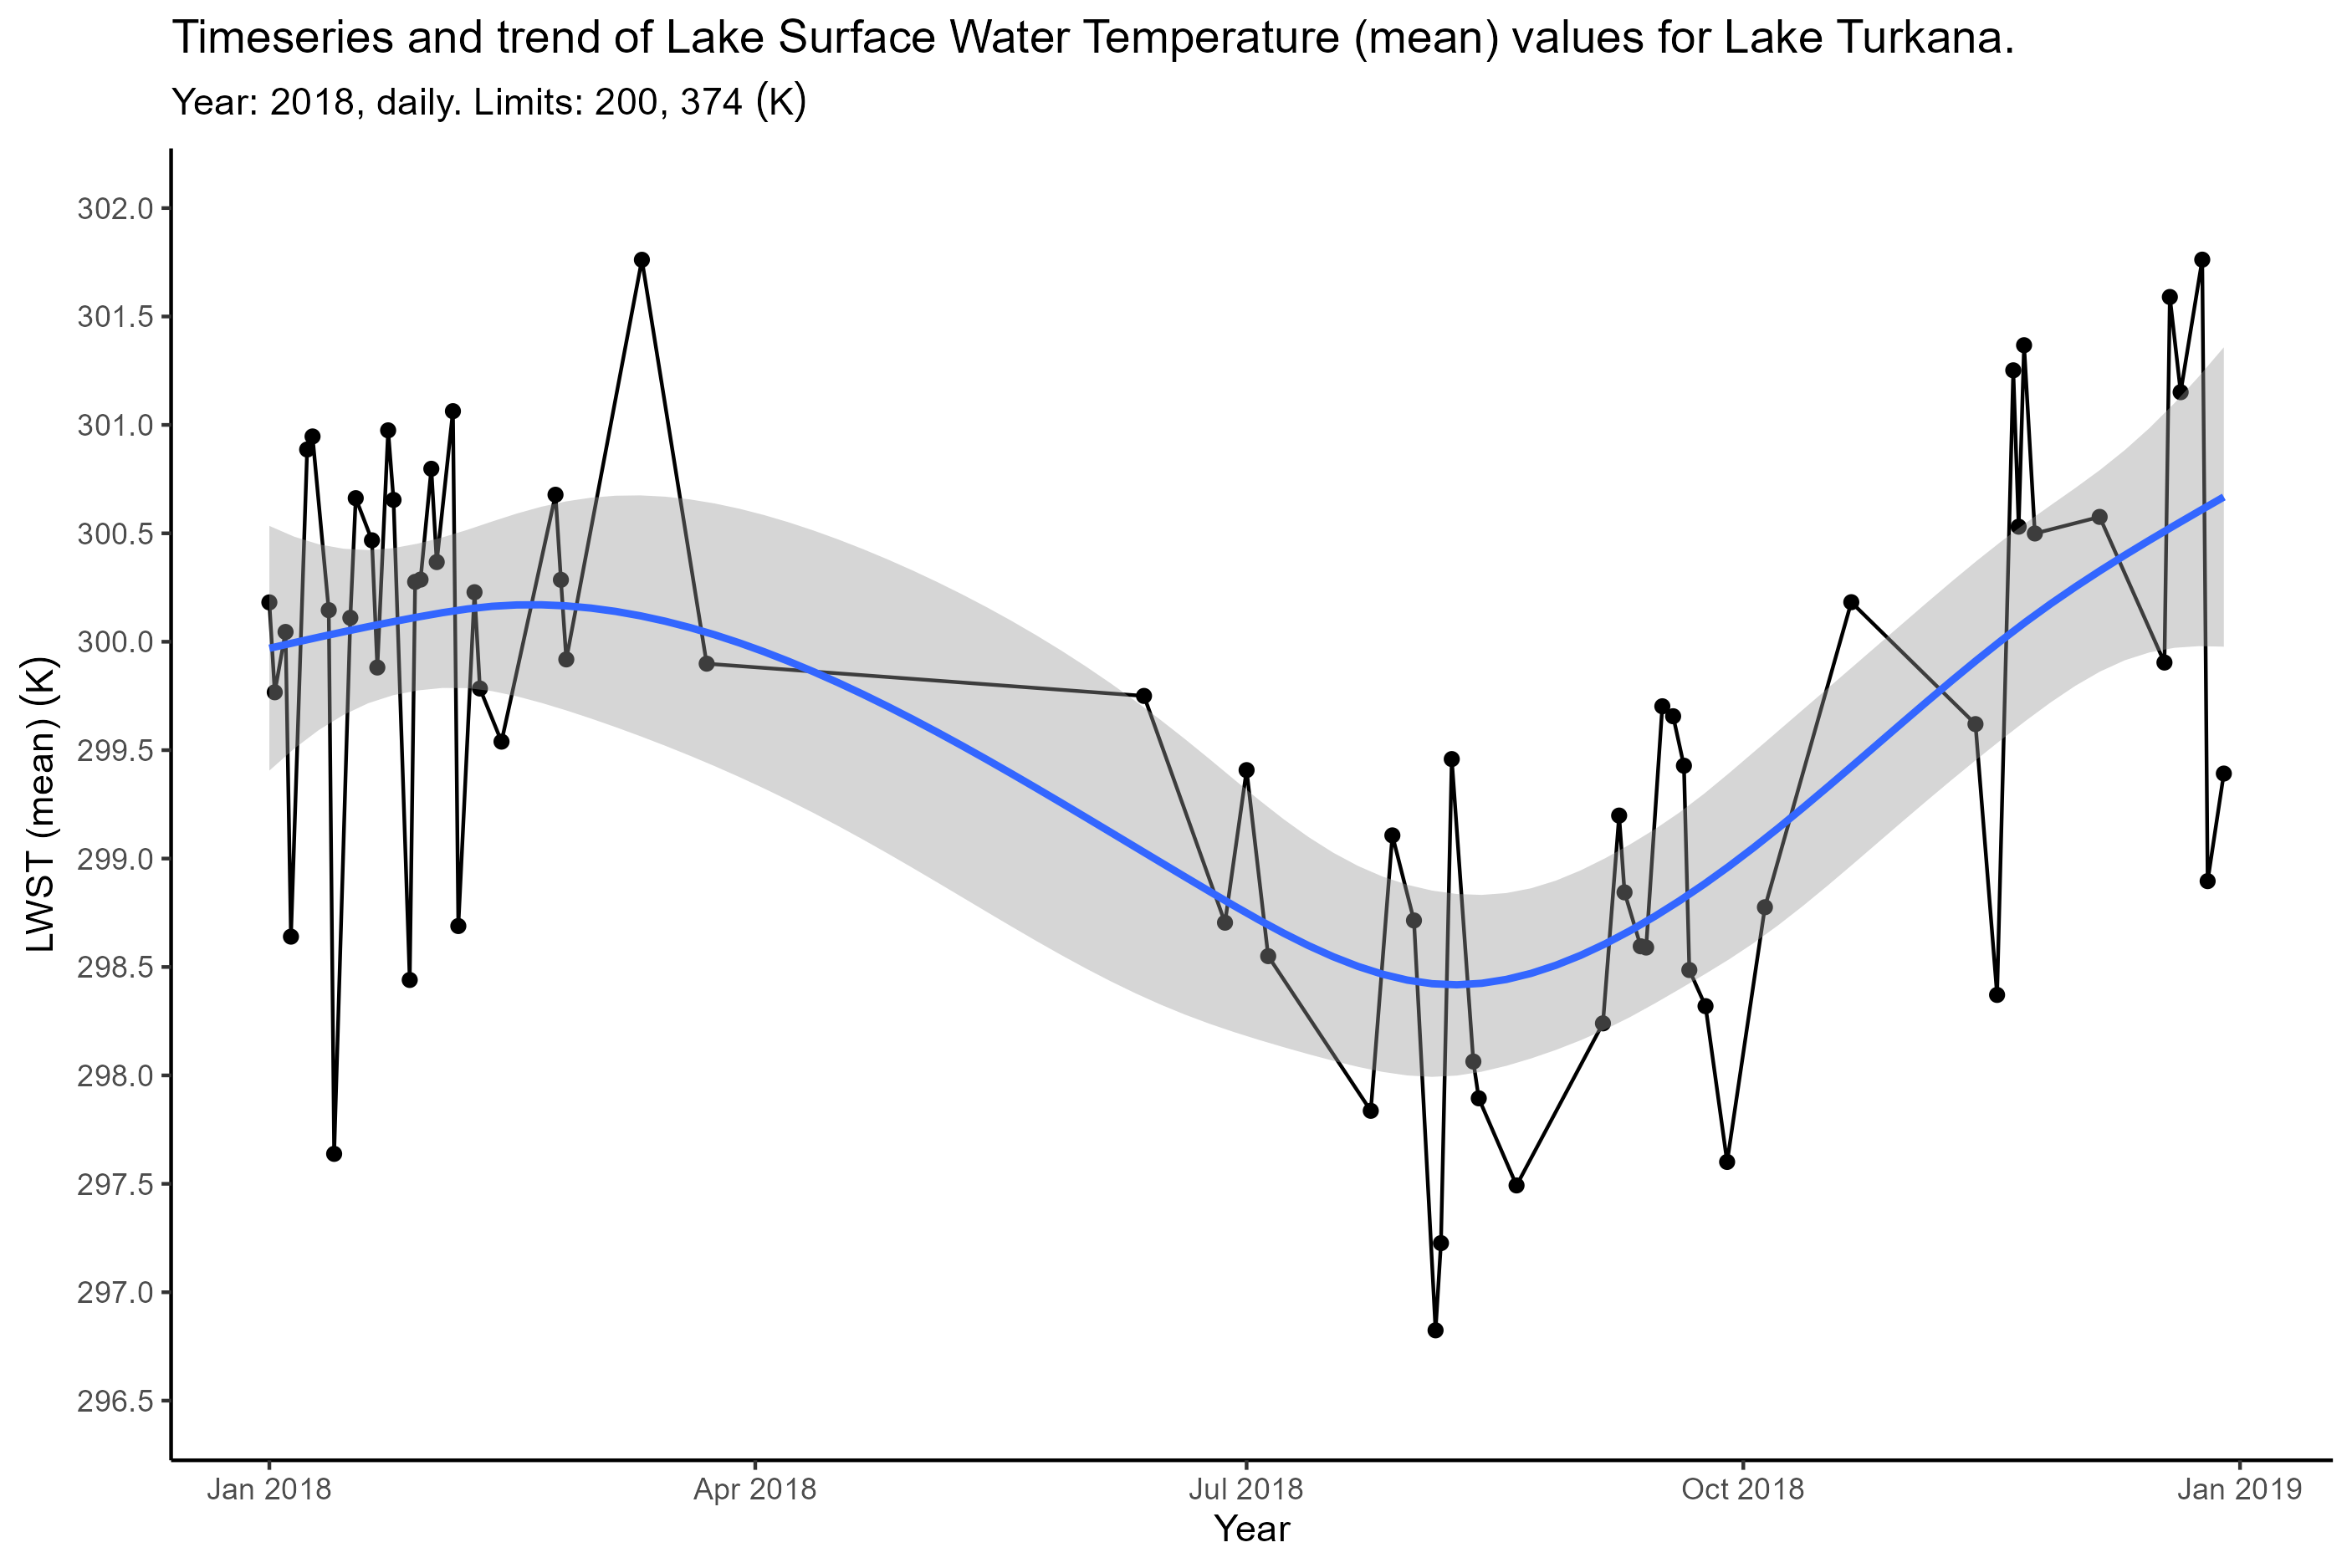 Timeseries and trend of Lake Surface Water Temperature (mean) values for Lake Turkana.
Year: 2018, daily. Limits: 200, 374 (K)
LWST (mean) (K)
302.0
301.5
301.0
300.5
300.0
299.5
299.0
298.5
298.0
297.5
297.0
296.5
Jan 2018
Apr 2018
Jul 2018
Oct 2018
Jan 2019
Year